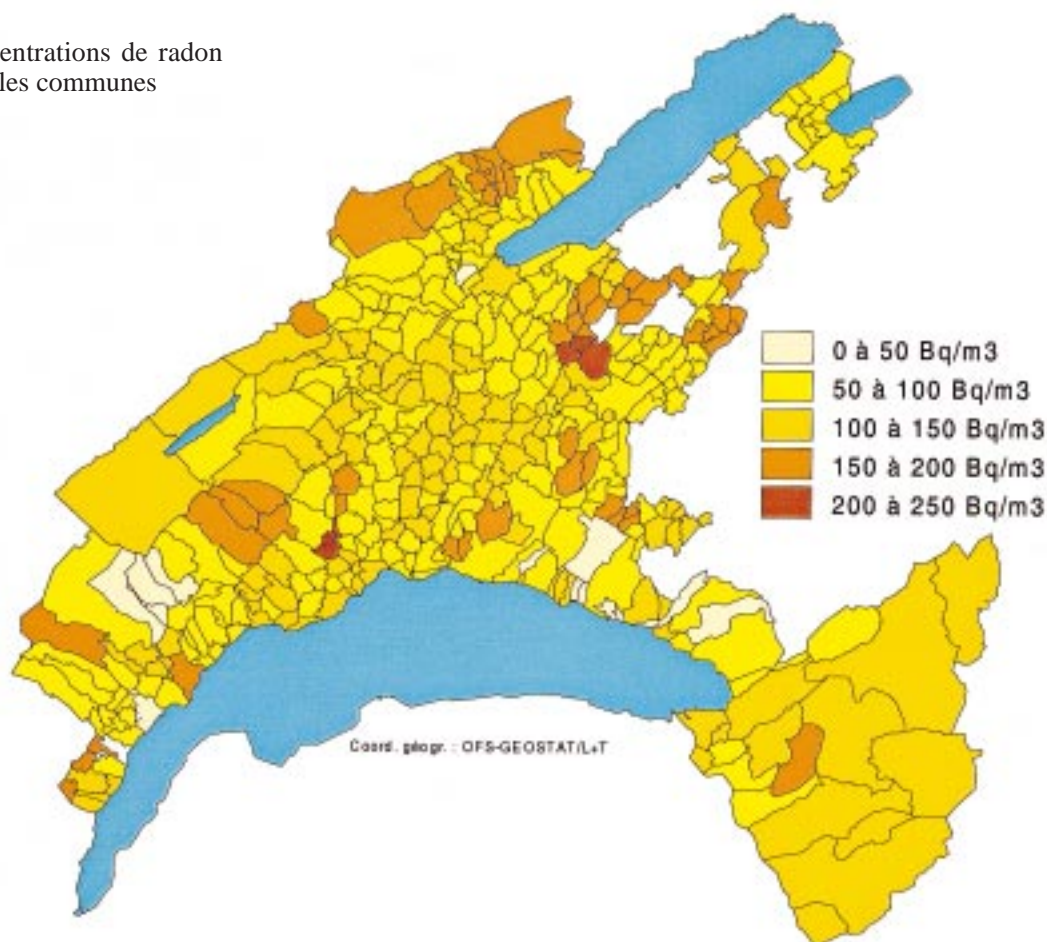 entrations de radon
les communes
0 à 50 Bq/m3
50 à 100 Bq/m3
100 à 150 Bq/m3
150 à 200 Bq/m3
200 à 250 Bq/m3
Coord. géogr. : OFS-GEOSTAT/L+T